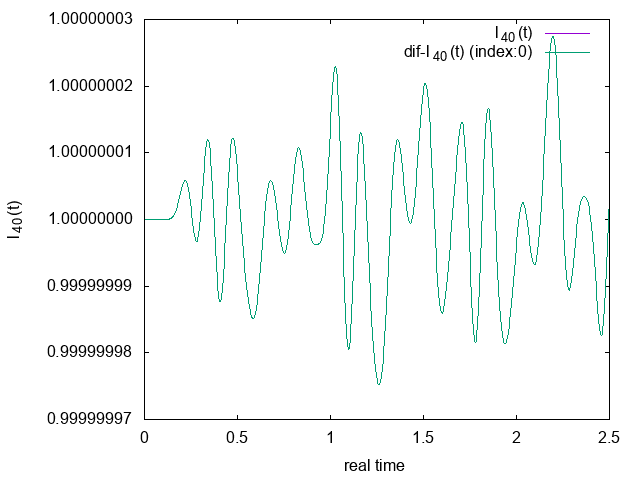 1.00000003
1.00000002
1.00000001
1.00000000
0.99999999
0.99999998
0.99999997
0 0.5 1 1.5 2 2.5
real time
I40(t)
I40(t)
dif-I40(t) (index:0)